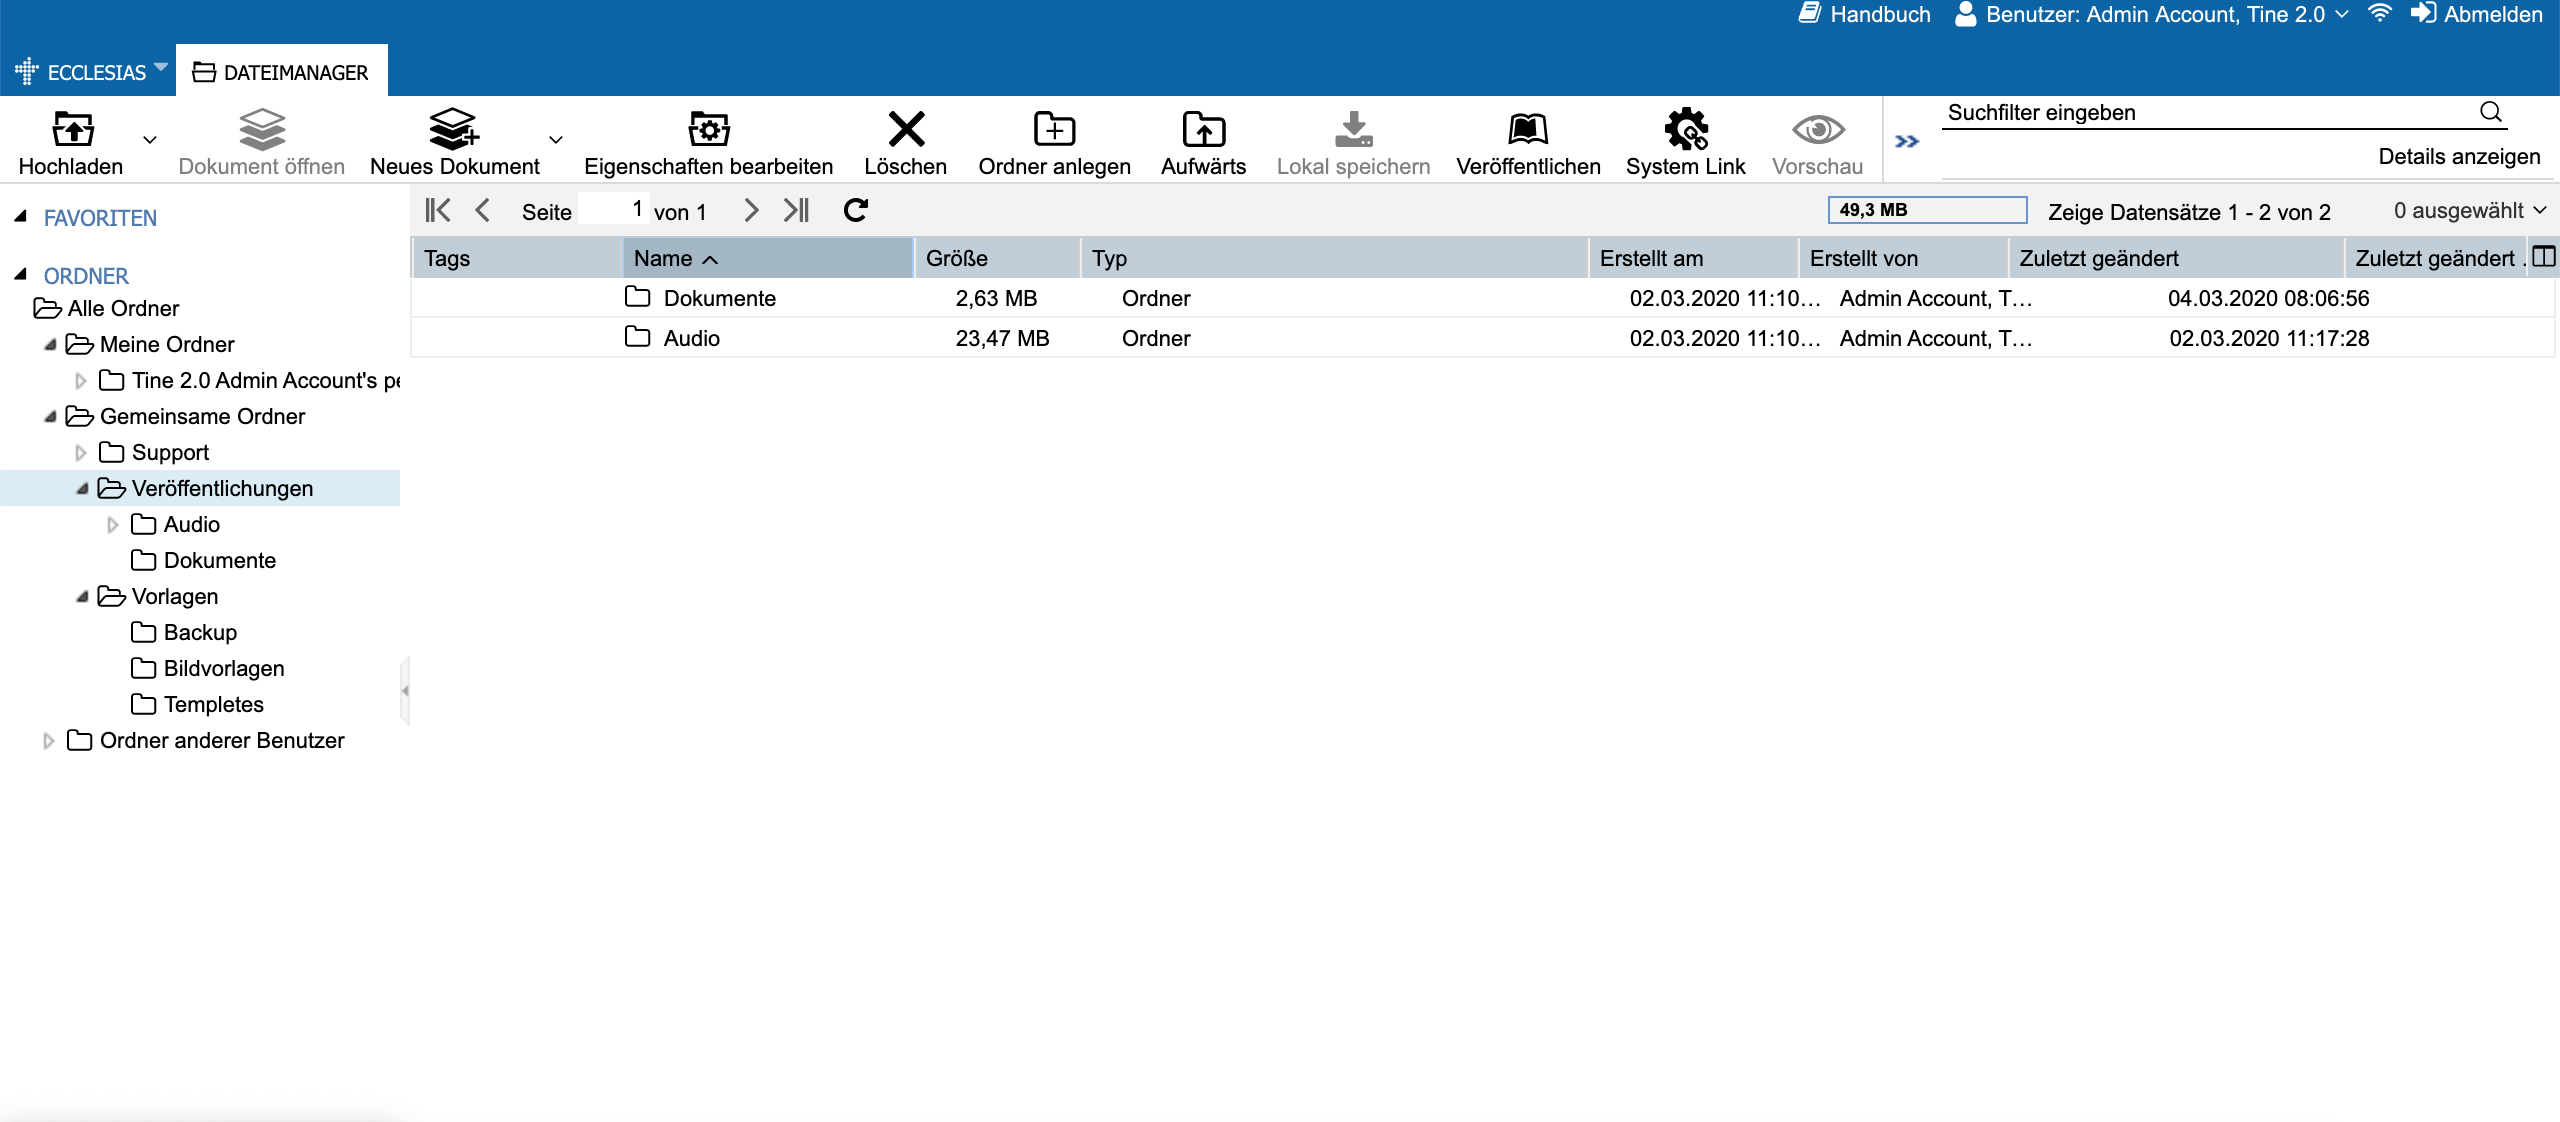 Handbuch Benutzer: Admin Account, Tine 2.0 Abmelden
ECCLESIAS DATEIMANAGER
Hochladen Dokument öffnen Neues Dokument Eigenschaften bearbeiten Löschen Ordner anlegen Aufwärts Lokal speichern Veröffentlichen System Link Vorschau
Suchfilter eingeben
Details anzeigen
FAVORITEN
ORDNER
Alle Ordner
Meine Ordner
Tine 2.0 Admin Account's pe
Gemeinsame Ordner
Support
Veröffentlichungen
Audio
Dokumente
Vorlagen
Backup
Bildvorlagen
Templetes
Ordner anderer Benutzer
Seite 1 von 1 49,3 MB Zeige Datensätze 1 - 2 von 2 0 ausgewählt
Tags Name Größe Typ Erstellt am Erstellt von Zuletzt geändert Zuletzt geändert .
Dokumente 2,63 MB Ordner 02.03.2020 11:10... Admin Account, T... 04.03.2020 08:06:56
Audio 23,47 MB Ordner 02.03.2020 11:10... Admin Account, T... 02.03.2020 11:17:28